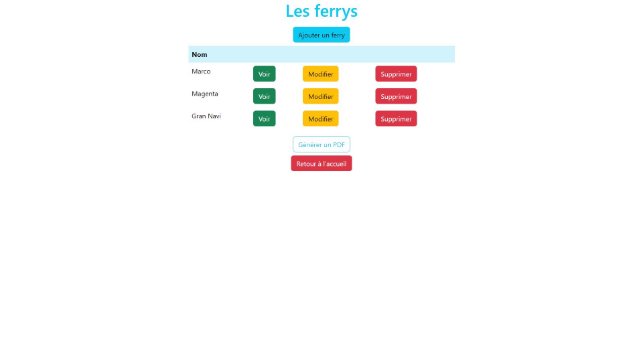 Les ferrys
Ajouter un ferry
Nom
Marco Voir Modifier Supprimer
Magenta Voir Modifier Supprimer
Gran Navi Voir Modifier Supprimer
Générer un PDF
Retour à l'accueil